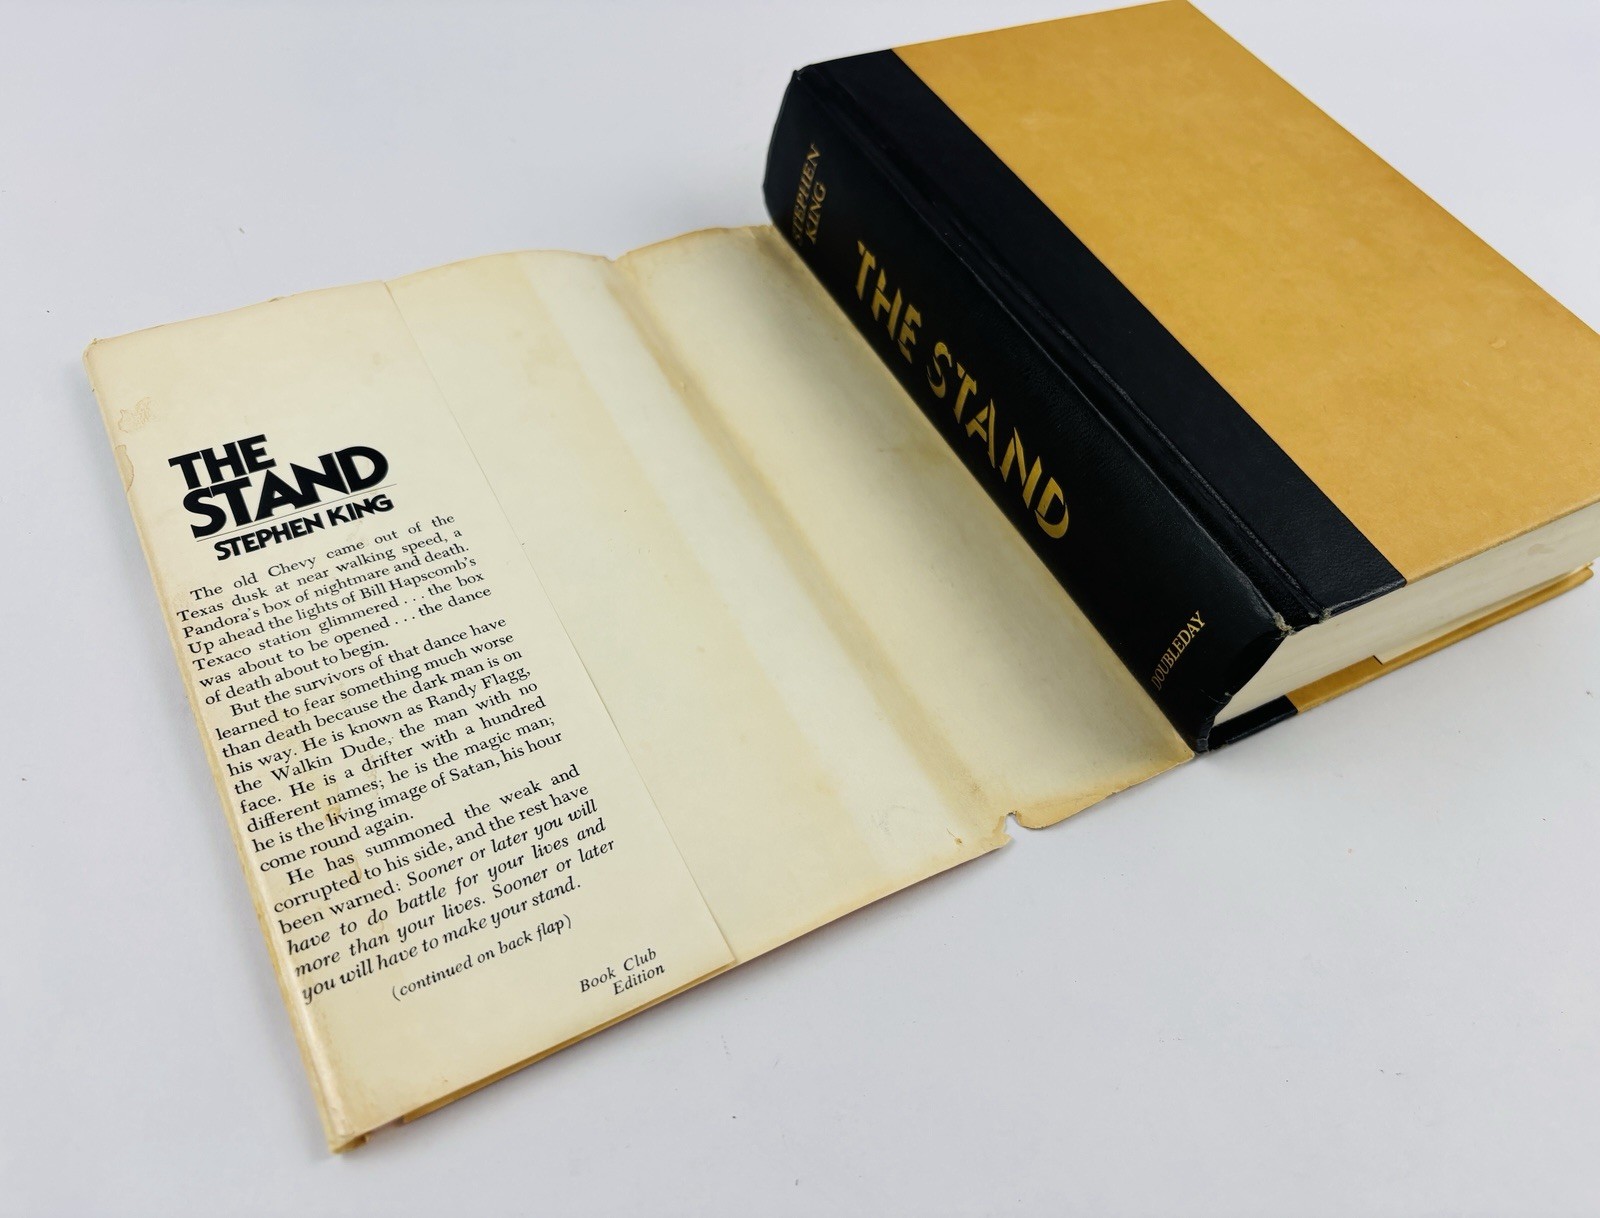 THE
STAND
STEPHEN KING
The old Chevy came out of the
Texas dusk at near walking speed, a
Pandora's box of nightmare and death.
Up ahead the lights of Bill Hapscomb's
Texaco station glimmered . . . the box
was about to be opened . . . the dance
of death about to begin.
But the survivors of that dance have
learned to fear something much worse
than death because the dark man is on
his way. He is known as Randy Flagg,
the Walkin Dude, the man with no
face. He is a drifter with a hundred
different names; he is the magic man;
he is the living image of Satan, his hour
come round again.
He has summoned the weak and
corrupted to his side, and the rest have
been warned: Sooner or later you will
have to do battle for your lives and
more than your lives. Sooner or later
you will have to make your stand.
(continued on back flap)
Book Club
Edition
STEPHEN
KING
THE STAND
DOUBLEDAY